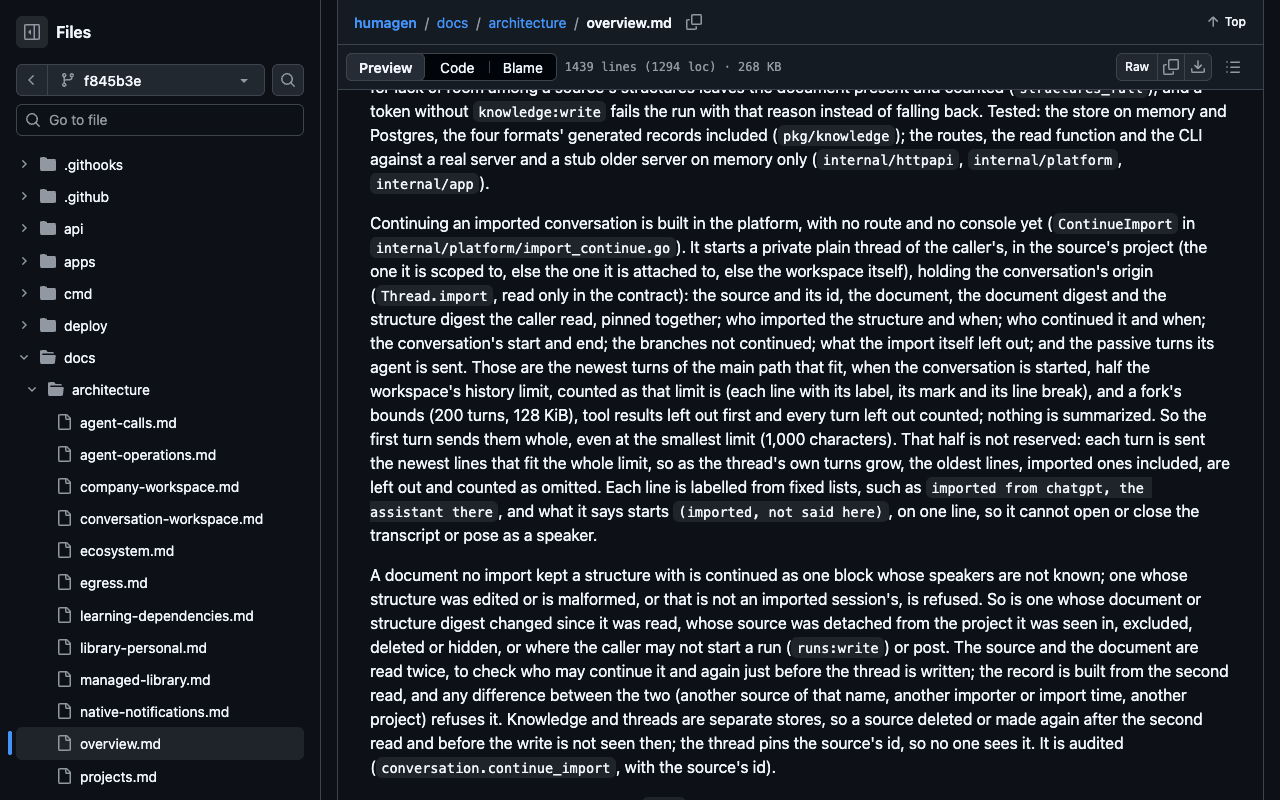 Files
humagen / docs / architecture / overview.md
Top
f845b3e
Preview Code Blame 1439 lines (1294 loc) · 268 KB
Raw
Go to file
.githooks
.github
api
apps
cmd
deploy
docs
architecture
agent-calls.md
agent-operations.md
company-workspace.md
conversation-workspace.md
ecosystem.md
egress.md
learning-dependencies.md
library-personal.md
managed-library.md
native-notifications.md
overview.md
projects.md
for lack of room among a source's structures leaves the document present and counted (structures_full), and a
token without knowledge:write fails the run with that reason instead of falling back. Tested: the store on memory and
Postgres, the four formats' generated records included (pkg/knowledge); the routes, the read function and the CLI
against a real server and a stub older server on memory only (internal/httpapi, internal/platform,
internal/app).
Continuing an imported conversation is built in the platform, with no route and no console yet (ContinueImport in
internal/platform/import_continue.go). It starts a private plain thread of the caller's, in the source's project (the
one it is scoped to, else the one it is attached to, else the workspace itself), holding the conversation's origin
(Thread.import, read only in the contract): the source and its id, the document, the document digest and the
structure digest the caller read, pinned together; who imported the structure and when; who continued it and when;
the conversation's start and end; the branches not continued; what the import itself left out; and the passive turns its
agent is sent. Those are the newest turns of the main path that fit, when the conversation is started, half the
workspace's history limit, counted as that limit is (each line with its label, its mark and its line break), and a fork's
bounds (200 turns, 128 KiB), tool results left out first and every turn left out counted; nothing is summarized. So the
first turn sends them whole, even at the smallest limit (1,000 characters). That half is not reserved: each turn is sent
the newest lines that fit the whole limit, so as the thread's own turns grow, the oldest lines, imported ones included, are
left out and counted as omitted. Each line is labelled from fixed lists, such as imported from chatgpt, the
assistant there, and what it says starts (imported, not said here), on one line, so it cannot open or close the
transcript or pose as a speaker.
A document no import kept a structure with is continued as one block whose speakers are not known; one whose
structure was edited or is malformed, or that is not an imported session's, is refused. So is one whose document or
structure digest changed since it was read, whose source was detached from the project it was seen in, excluded,
deleted or hidden, or where the caller may not start a run (runs:write) or post. The source and the document are
read twice, to check who may continue it and again just before the thread is written; the record is built from the second
read, and any difference between the two (another source of that name, another importer or import time, another
project) refuses it. Knowledge and threads are separate stores, so a source deleted or made again after the second
read and before the write is not seen then; the thread pins the source's id, so no one sees it. It is audited
(conversation.continue_import, with the source's id).